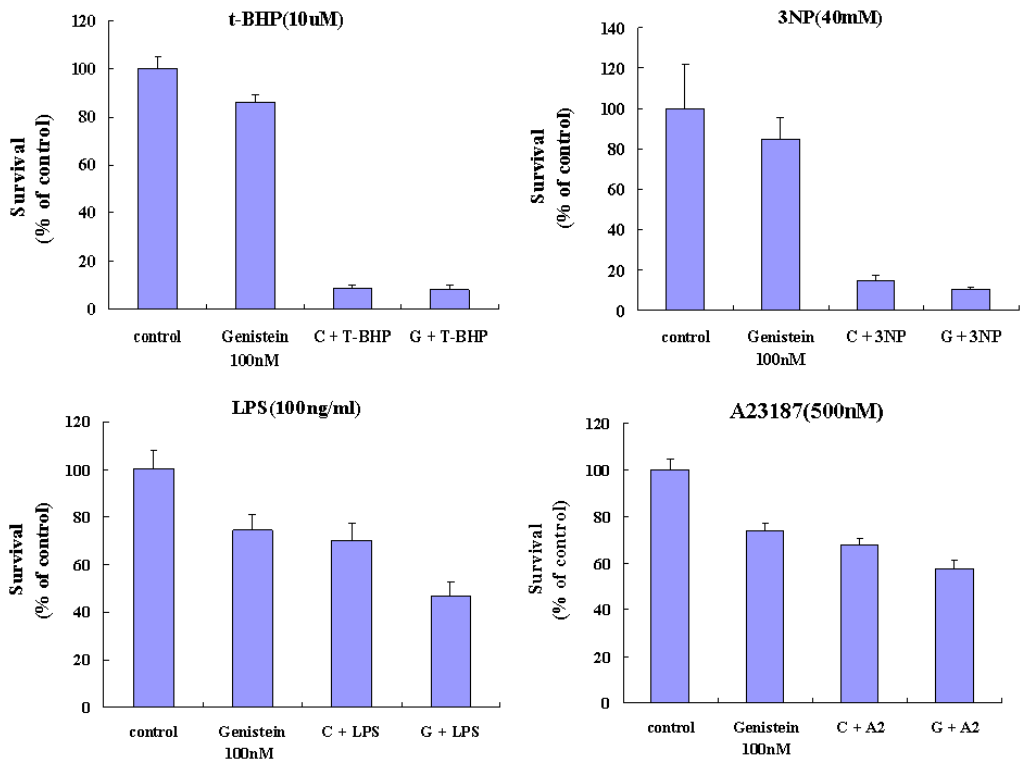 t-BHP(10uM)
Survival
(% of control)
120
100
80
60
40
20
0
control
Genistein
100nM
C + T-BHP
G + T-BHP
3NP(40mM)
Survival
(% of control)
140
120
100
80
60
40
20
0
control
Genistein
100nM
C + 3NP
G + 3NP
LPS(100ng/ml)
Survival
(% of control)
120
100
80
60
40
20
0
control
Genistein
100nM
C + LPS
G + LPS
A23187(500nM)
Survival
(% of control)
120
100
80
60
40
20
0
control
Genistein
100nM
C + A2
G + A2